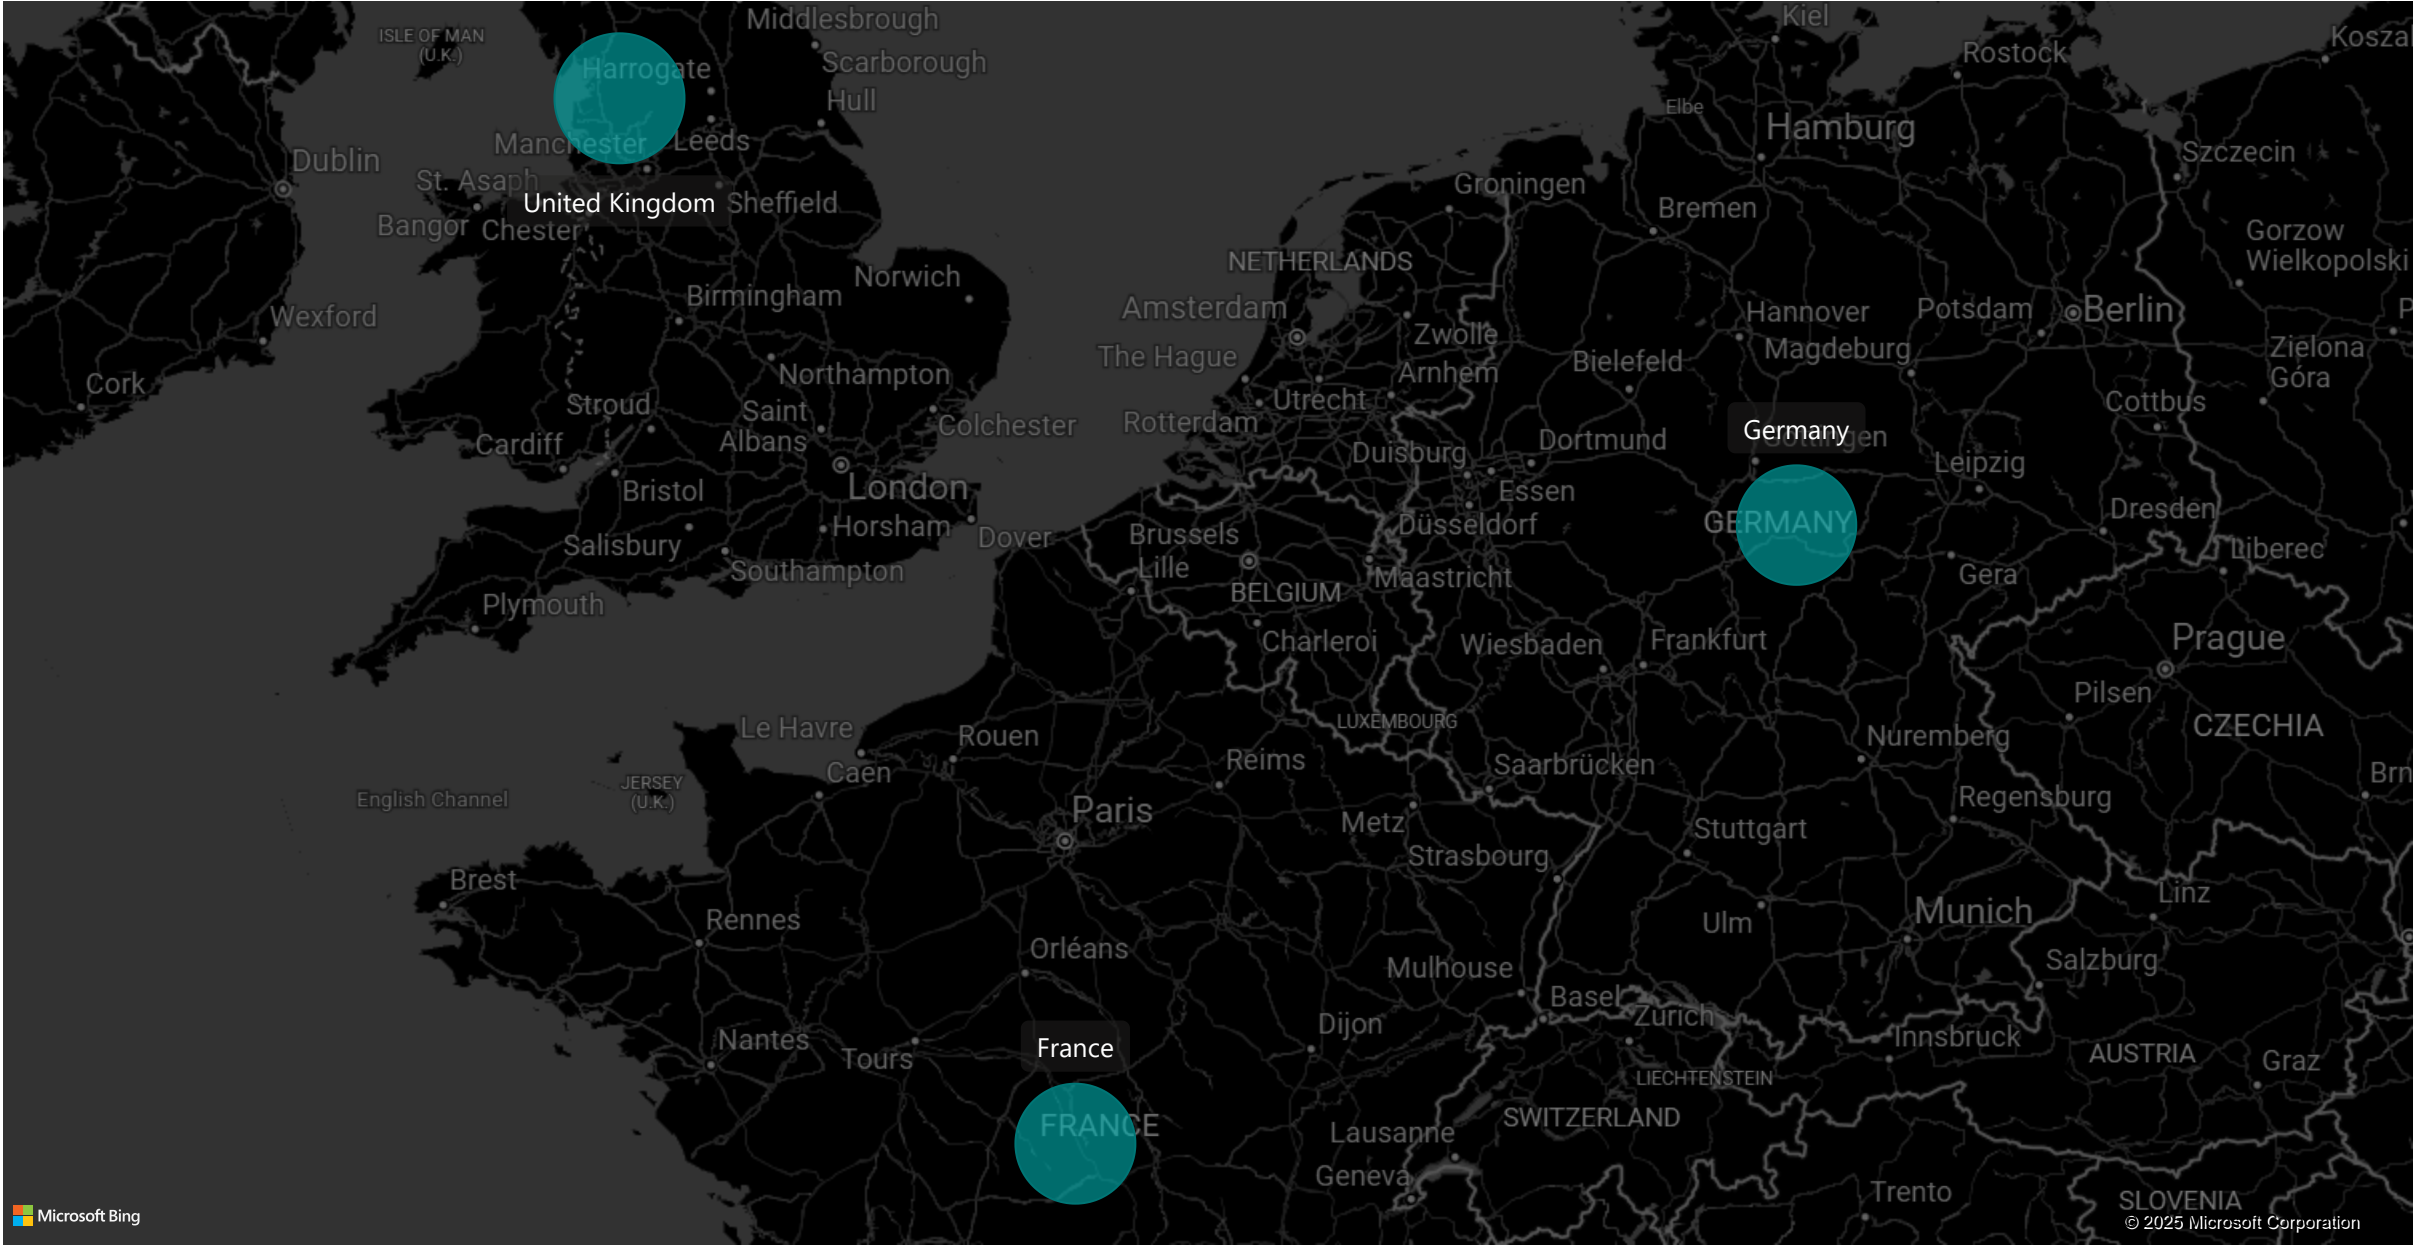 Middlesbrough
Kiel
ISLE OF MAN
(U.K.)
Rostock
Harrogate
Scarborough
Hull
Elbe
Hamburg
Manchester
Leeds
Dublin
St. Asaph
Szczecin
United Kingdom
Sheffield
Groningen
Bremen
Bangor
Chester
Gorzow
Wielkopolski
NETHERLANDS
Norwich
Birmingham
Amsterdam
Hannover
Potsdam
Berlin
Wexford
Zwolle
The Hague
Magdeburg
Zielona
Góra
Bielefeld
Cork
Northampton
Arnhem
Stroud
Saint
Albans
Utrecht
Cottbus
Colchester
Rotterdam
Germany
Cardiff
Duisburg
Dortmund
Leipzig
London
Bristol
Essen
Dresden
Horsham
Dover
Brussels
Düsseldorf
GERMANY
Salisbury
Liberec
Lille
Southampton
Maastricht
Gera
Plymouth
BELGIUM
Charleroi
Wiesbaden
Frankfurt
Prague
Pilsen
LUXEMBOURG
CZECHIA
Le Havre
Rouen
Nuremberg
Caen
Reims
Saarbrücken
JERSEY
(U.K.)
English Channel
Regensburg
Paris
Metz
Stuttgart
Strasbourg
Brest
Linz
Rennes
Ulm
Munich
Orléans
Mulhouse
Salzburg
Basel
Zurich
Dijon
Nantes
Tours
France
Innsbruck
AUSTRIA
Graz
LIECHTENSTEIN
FRANCE
SWITZERLAND
Lausanne
Geneva
Trento
SLOVENIA
Microsoft Bing
© 2025 Microsoft Corporation